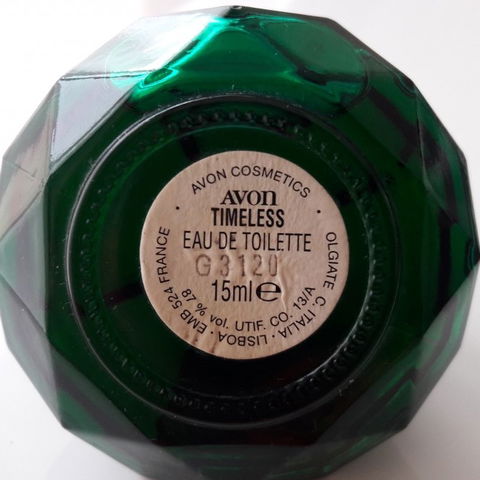 · AVON COSMETICS ·
AVON
TIMELESS
EAU DE TOILETTE
G3120
15ml e
87 % vol. UTIF. CO. 13/A
OLGIATE C. ITALIA · LISBOA · EMB 524 FRANCE